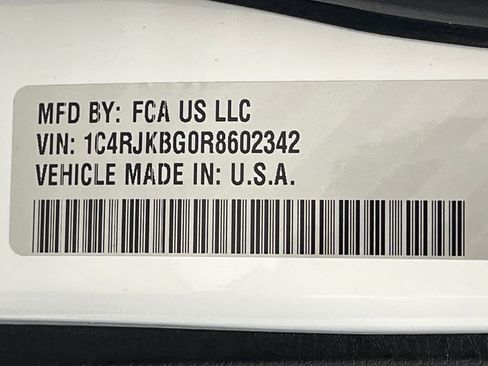 MFD BY: FCA US LLC
VIN: 1C4RJKBG0R8602342
VEHICLE MADE IN: U.S.A.